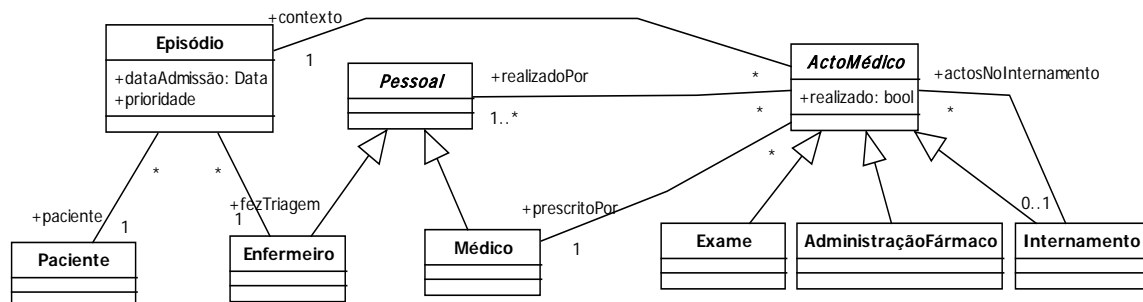 +contexto
1
Episódio
+dataAdmissão: Data
+prioridade
Pessoal
+realizadoPor
1..*
*
*
*
ActoMédico
+realizado: bool
+actosNoInternamento
*
*
*
+paciente
1
+fezTriagem
1
+prescritoPor
1
0..1
Paciente
Enfermeiro
Médico
Exame
AdministraçãoFármaco
Internamento